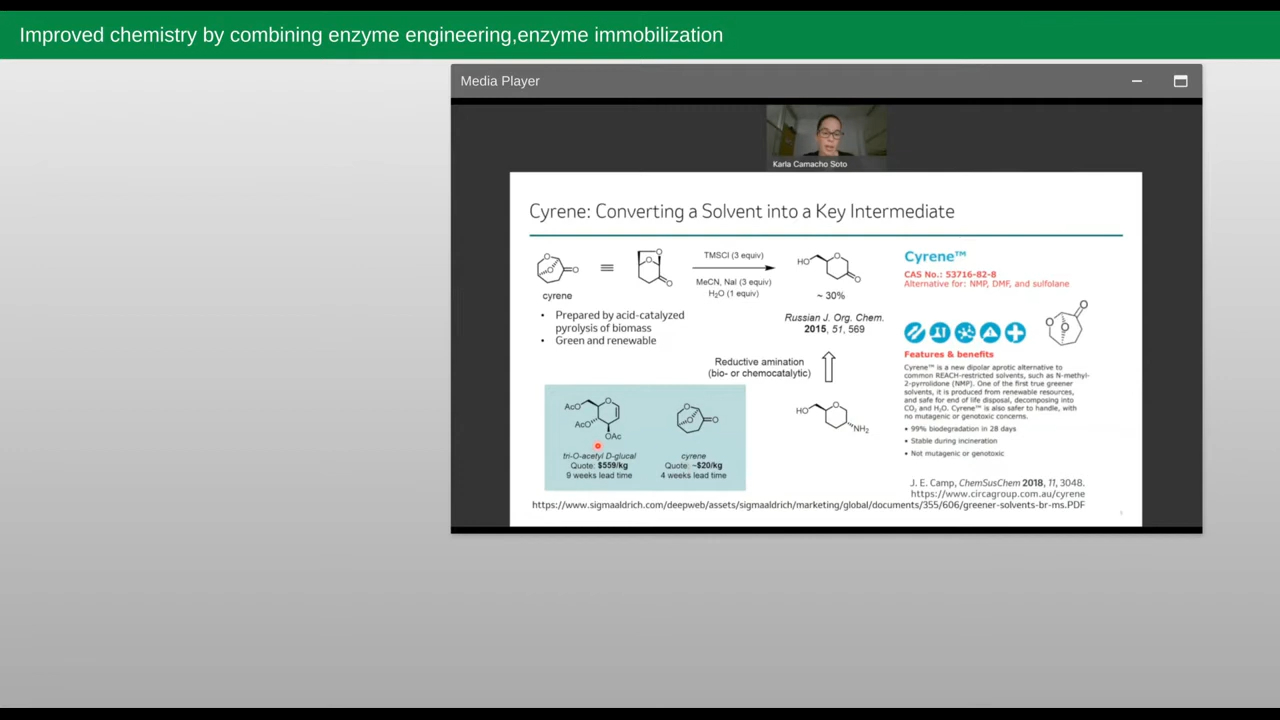 Improved chemistry by combining enzyme engineering,enzyme immobilization
Media Player
Karla Camacho Soto
Cyrene: Converting a Solvent into a Key Intermediate
O
O
O
cyrene
O
O
O
TMSCl (3 equiv)
MeCN, NaI (3 equiv)
H₂O (1 equiv)
HO
O
O
~ 30%
Russian J. Org. Chem.
2015, 51, 569
• Prepared by acid-catalyzed
pyrolysis of biomass
• Green and renewable
Reductive amination
(bio- or chemocatalytic)
HO
O
NH₂
AcO
O
AcO
OAc
tri-O-acetyl D-glucal
Quote: $559/kg
9 weeks lead time
O
O
O
cyrene
Quote: ~$20/kg
4 weeks lead time
Cyrene™
CAS No.: 53716-82-8
Alternative for: NMP, DMF, and sulfolane
O
O
O
Features & benefits
Cyrene™ is a new dipolar aprotic alternative to
common REACH-restricted solvents, such as N-methyl-
2-pyrrolidone (NMP). One of the first true greener
solvents, it is produced from renewable resources,
and safe for end of life disposal, decomposing into
CO₂ and H₂O. Cyrene™ is also safer to handle, with
no mutagenic or genotoxic concerns.
• 99% biodegradation in 28 days
• Stable during incineration
• Not mutagenic or genotoxic
J. E. Camp, ChemSusChem 2018, 11, 3048.
https://www.circagroup.com.au/cyrene
https://www.sigmaaldrich.com/deepweb/assets/sigmaaldrich/marketing/global/documents/355/606/greener-solvents-br-ms.PDF